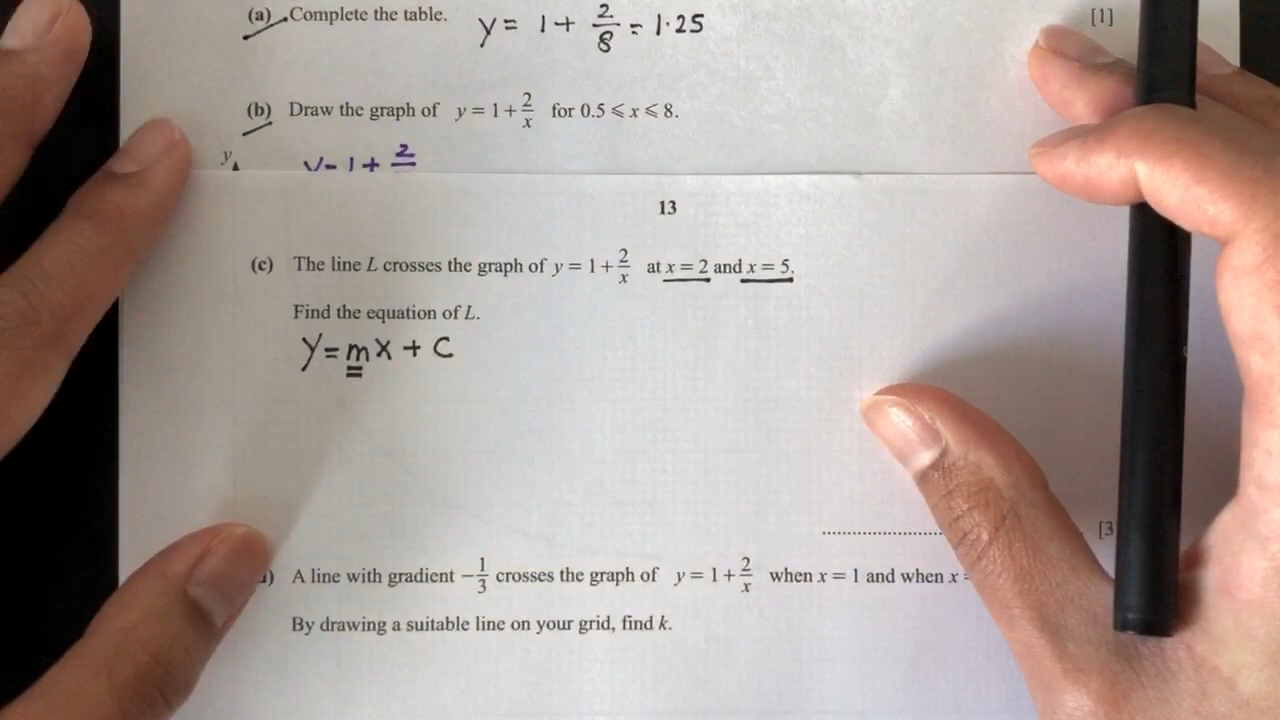 (a) Complete the table. y = 1 + 2/8 = 1.25 [1]
(b) Draw the graph of y = 1 + 2/x for 0.5 ⩽ x ⩽ 8.
y y = 1 + 2
13
(c) The line L crosses the graph of y = 1 + 2/x at x = 2 and x = 5.
Find the equation of L.
y = mx + c
[3
) A line with gradient −1/3 crosses the graph of y = 1 + 2/x when x = 1 and when x =
By drawing a suitable line on your grid, find k.